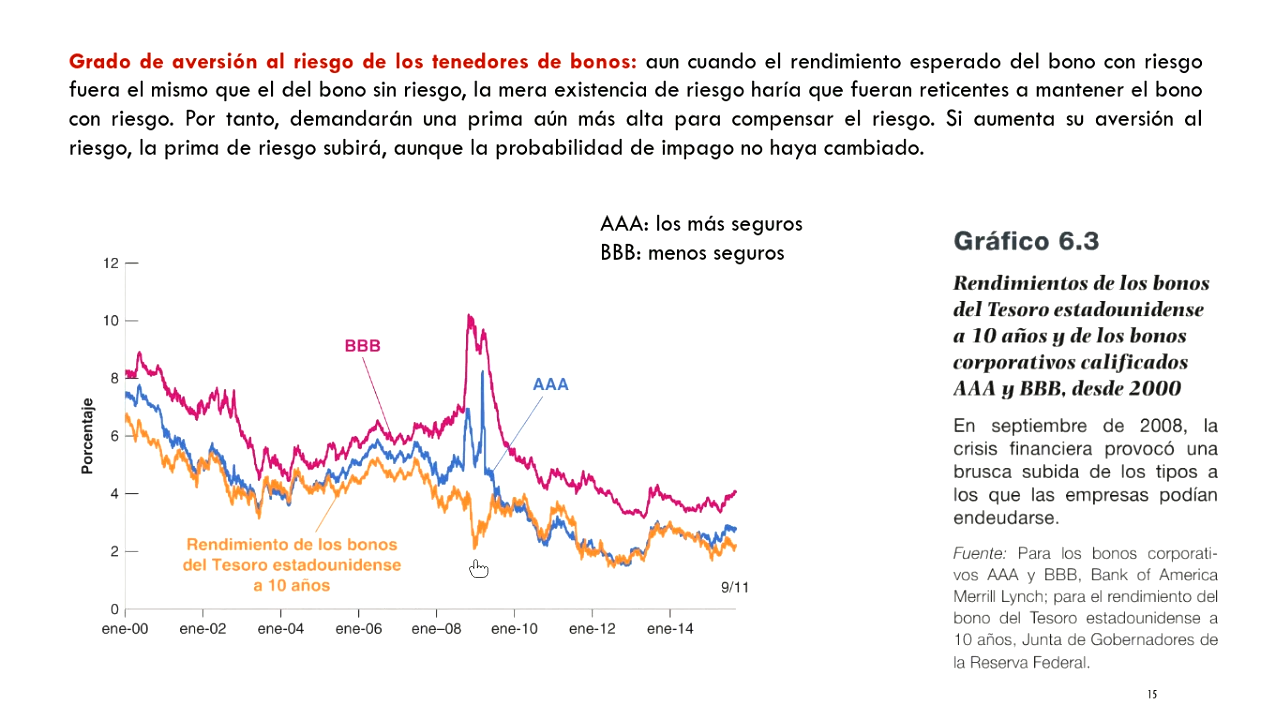 Grado de aversión al riesgo de los tenedores de bonos: aun cuando el rendimiento esperado del bono con riesgo
fuera el mismo que el del bono sin riesgo, la mera existencia de riesgo haría que fueran reticentes a mantener el bono
con riesgo. Por tanto, demandarán una prima aún más alta para compensar el riesgo. Si aumenta su aversión al
riesgo, la prima de riesgo subirá, aunque la probabilidad de impago no haya cambiado.
AAA: los más seguros
BBB: menos seguros
12
10
8
6
4
2
0
Porcentaje
BBB
AAA
Rendimiento de los bonos
del Tesoro estadounidense
a 10 años
9/11
ene-00 ene-02 ene-04 ene-06 ene–08 ene-10 ene-12 ene-14
Gráfico 6.3
Rendimientos de los bonos
del Tesoro estadounidense
a 10 años y de los bonos
corporativos calificados
AAA y BBB, desde 2000
En septiembre de 2008, la
crisis financiera provocó una
brusca subida de los tipos a
los que las empresas podían
endeudarse.
Fuente: Para los bonos corporati-
vos AAA y BBB, Bank of America
Merrill Lynch; para el rendimiento del
bono del Tesoro estadounidense a
10 años, Junta de Gobernadores de
la Reserva Federal.
15